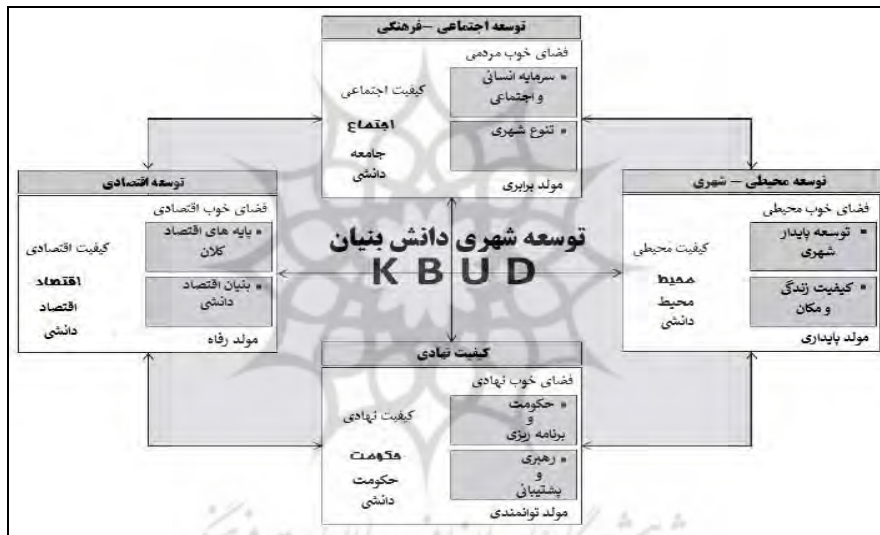 توسعه اجتماعی –فرهنگی
فضای خوب مردمی
کیفیت اجتماعی
▪ سرمایه انسانی
و اجتماعی
اجتماع
▪ تنوع شهری
جامعه
دانشی
مولد برابری
توسعه محیطی – شهری
فضای خوب محیطی
▪ توسعه پایدار
شهری
کیفیت محیطی
محیط
▪ کیفیت زندگی
و مکان
محیط
دانشی
مولد پایداری
توسعه شهری دانش بنیان
K B U D
توسعه اقتصادی
فضای خوب اقتصادی
▪ پایه های اقتصاد
کلان
کیفیت اقتصادی
اقتصاد
▪ بنیان اقتصاد
دانشی
اقتصاد
دانشی
مولد رفاه
کیفیت نهادی
فضای خوب نهادی
▪ حکومت
و
برنامه ریزی
کیفیت نهادی
حکومت
▪ رهبری
و
پشتیبانی
حکومت
دانشی
مولد توانمندی